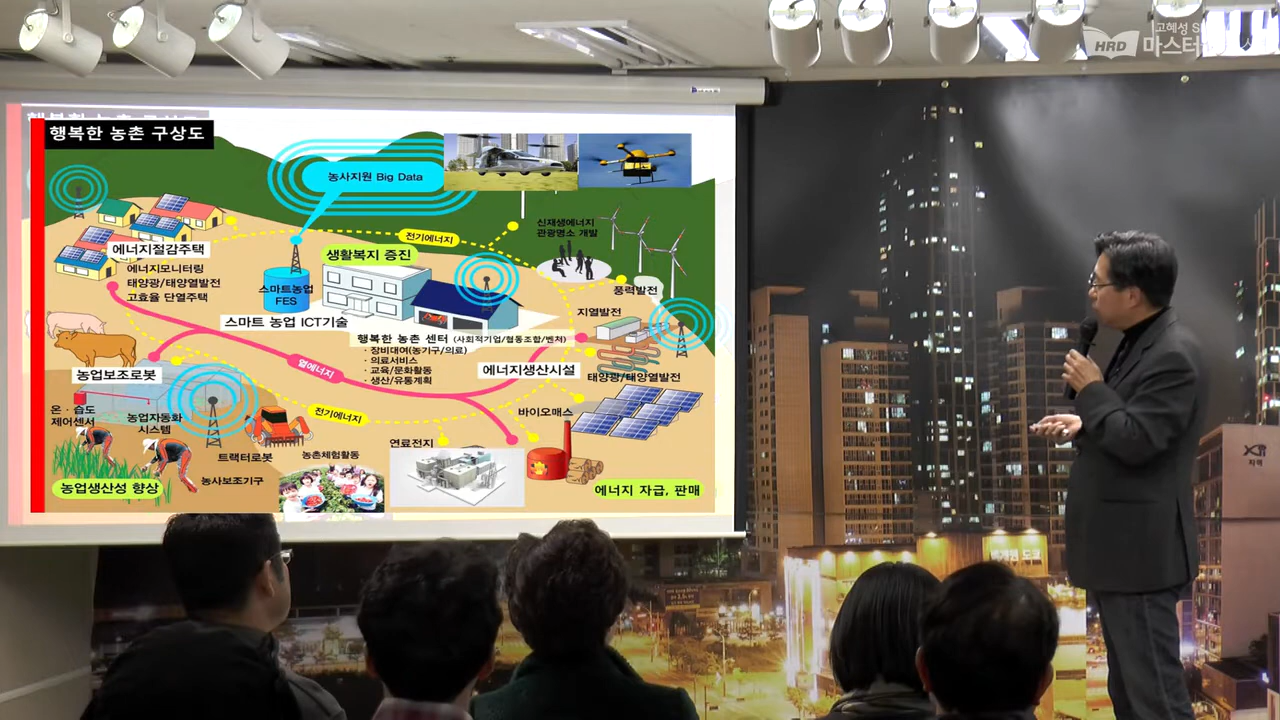 고혜성
HRD
마스터
행복한 농촌 구상도
농사지원 Big Data
신재생에너지
관광명소 개발
전기에너지
에너지절감주택
생활복지 증진
에너지모니터링
태양광/태양열발전
고효율 단열주택
스마트농업
FES
풍력발전
스마트 농업 ICT기술
지열발전
행복한 농촌 센터 (사회적기업/협동조합/벤처)
· 장비대여(농기구/의료)
· 의료서비스
· 교육/문화활동
· 생산/유통계획
열에너지
에너지생산시설
태양광/태양열발전
농업보조로봇
온 · 습도
제어센서
농업자동화
시스템
전기에너지
바이오매스
트랙터로봇
농촌체험활동
연료전지
농사보조기구
농업생산성 향상
에너지 자급, 판매